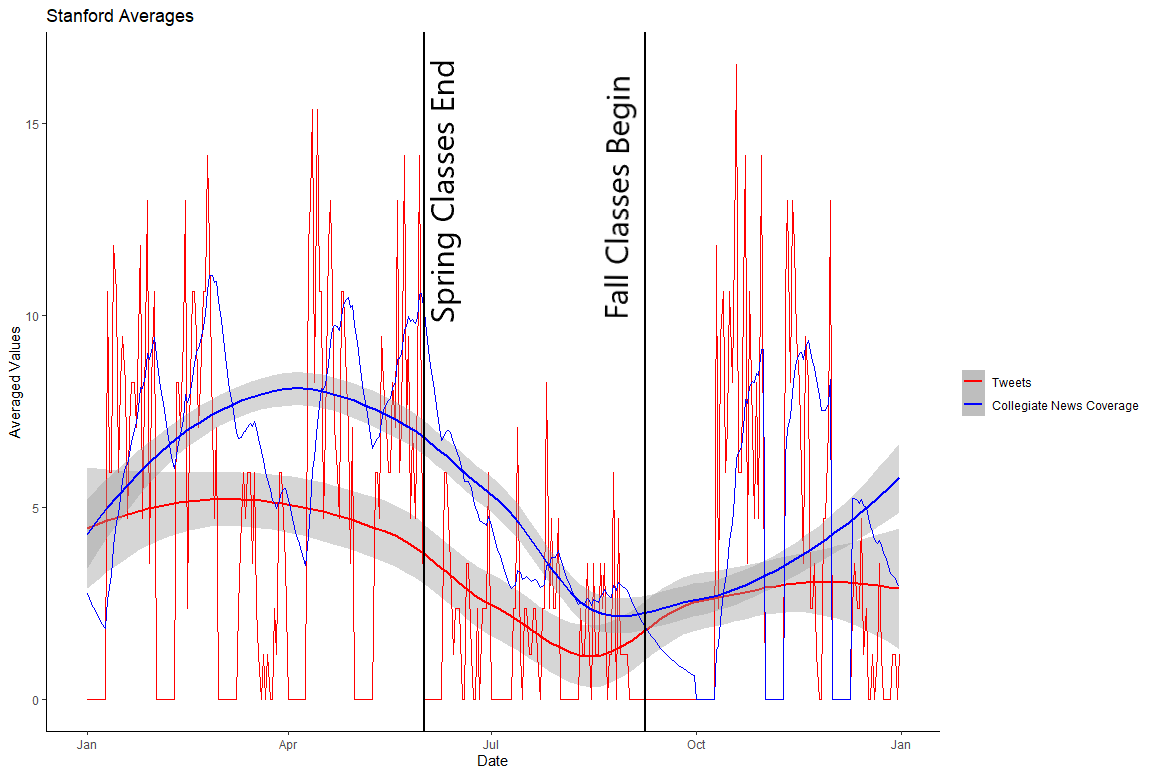 Stanford Averages
Spring Classes End
Fall Classes Begin
Averaged Values
15
10
5
0
Jan
Apr
Jul
Oct
Jan
Date
Tweets
Collegiate News Coverage